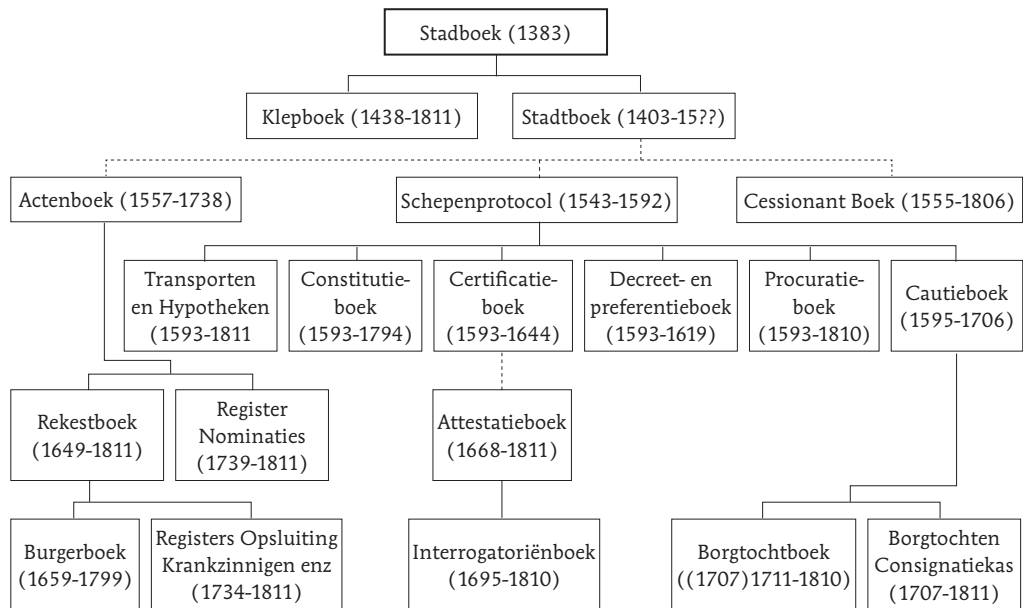 Stadboek (1383)
Klepboek (1438-1811)
Stadtboek (1403-15??)
Actenboek (1557-1738)
Schepenprotocol (1543-1592)
Cessionant Boek (1555-1806)
Transporten
en Hypotheken
(1593-1811
Constitutie-
boek
(1593-1794)
Certificatie-
boek
(1593-1644)
Decreet- en
preferentieboek
(1593-1619)
Procuratie-
boek
(1593-1810)
Cautieboek
(1595-1706)
Rekestboek
(1649-1811)
Register
Nominaties
(1739-1811)
Attestatieboek
(1668-1811)
Burgerboek
(1659-1799)
Registers Opsluiting
Krankzinnigen enz
(1734-1811)
Interrogatoriënboek
(1695-1810)
Borgtochtboek
((1707)1711-1810)
Borgtochten
Consignatiekas
(1707-1811)